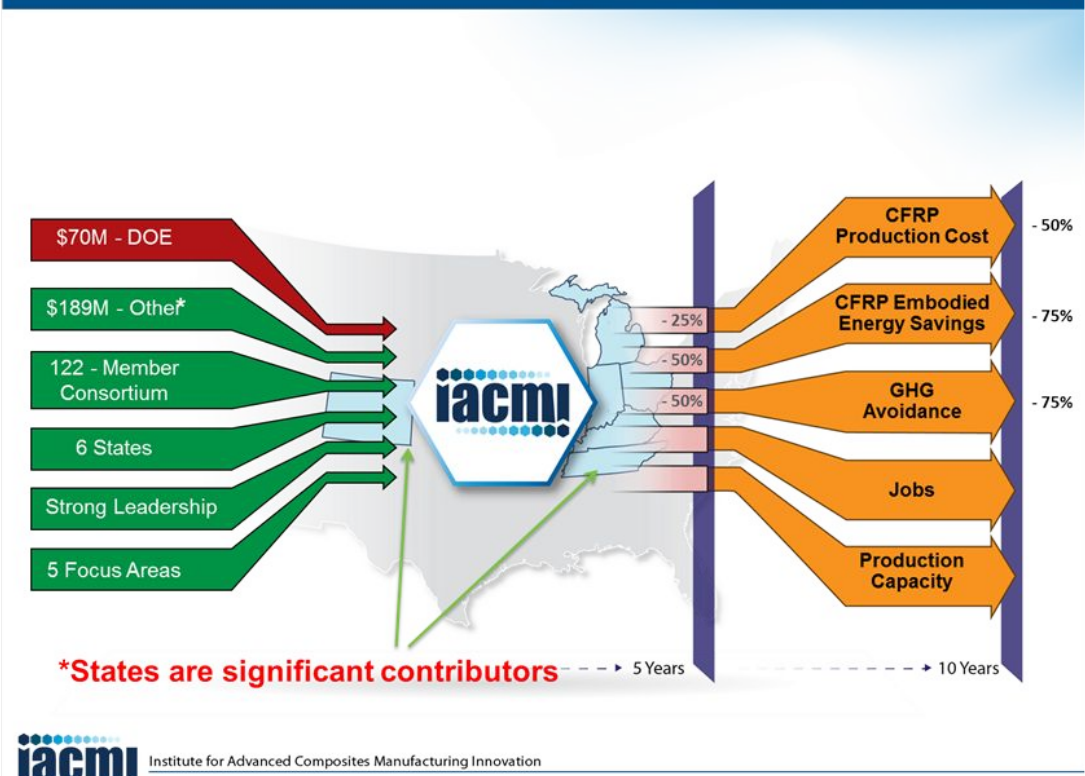 $70M - DOE
$189M - Other*
122 - Member
Consortium
6 States
Strong Leadership
5 Focus Areas
iacmi
- 25%
- 50%
- 50%
CFRP
Production Cost
- 50%
CFRP Embodied
Energy Savings
- 75%
GHG
Avoidance
- 75%
Jobs
Production
Capacity
*States are significant contributors
5 Years
10 Years
iacmi
Institute for Advanced Composites Manufacturing Innovation